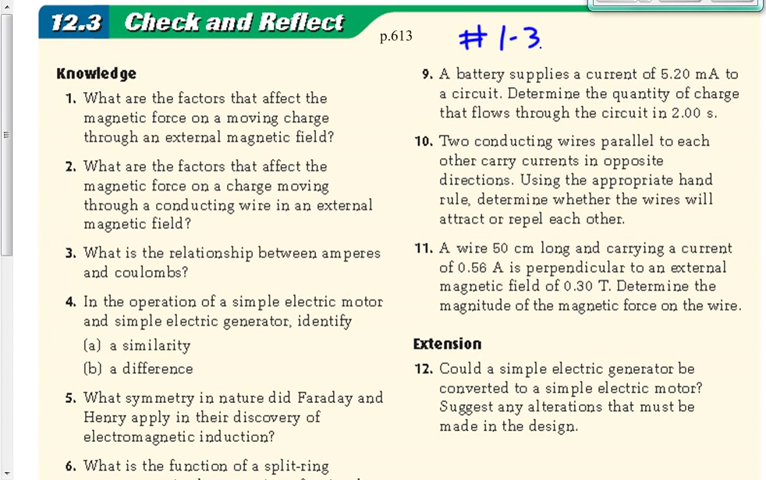 12.3 Check and Reflect
p.613
# 1-3.
Knowledge
1. What are the factors that affect the
magnetic force on a moving charge
through an external magnetic field?
2. What are the factors that affect the
magnetic force on a charge moving
through a conducting wire in an external
magnetic field?
3. What is the relationship between amperes
and coulombs?
4. In the operation of a simple electric motor
and simple electric generator, identify
(a) a similarity
(b) a difference
5. What symmetry in nature did Faraday and
Henry apply in their discovery of
electromagnetic induction?
6. What is the function of a split-ring
9. A battery supplies a current of 5.20 mA to
a circuit. Determine the quantity of charge
that flows through the circuit in 2.00 s.
10. Two conducting wires parallel to each
other carry currents in opposite
directions. Using the appropriate hand
rule, determine whether the wires will
attract or repel each other.
11. A wire 50 cm long and carrying a current
of 0.56 A is perpendicular to an external
magnetic field of 0.30 T. Determine the
magnitude of the magnetic force on the wire.
Extension
12. Could a simple electric generator be
converted to a simple electric motor?
Suggest any alterations that must be
made in the design.